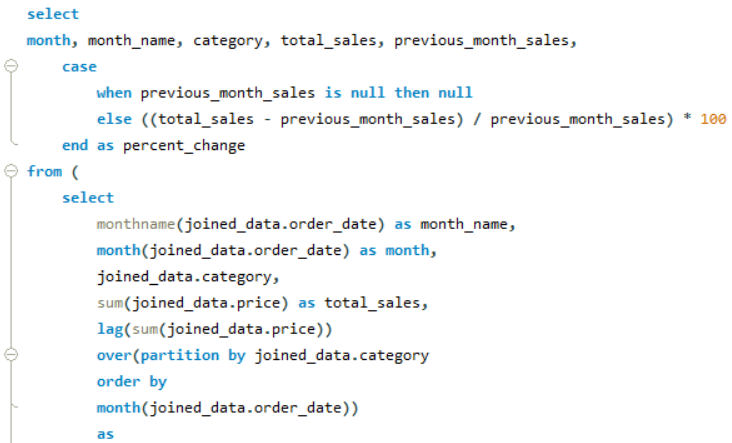 select
month, month_name, category, total_sales, previous_month_sales,
case
when previous_month_sales is null then null
else ((total_sales - previous_month_sales) / previous_month_sales) * 100
end as percent_change
from (
select
monthname(joined_data.order_date) as month_name,
month(joined_data.order_date) as month,
joined_data.category,
sum(joined_data.price) as total_sales,
lag(sum(joined_data.price))
over(partition by joined_data.category
order by
month(joined_data.order_date))
as